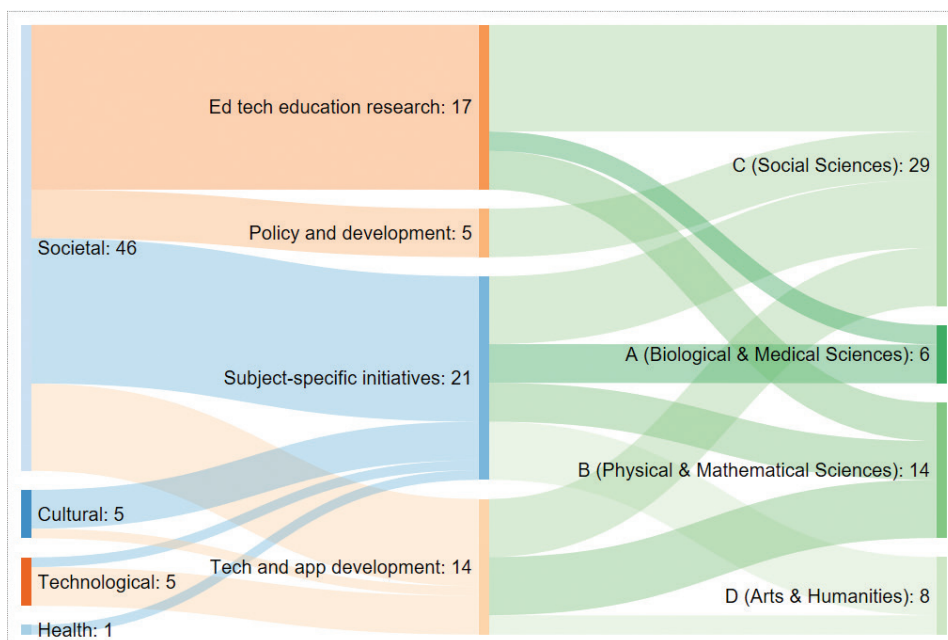 Societal: 46
Cultural: 5
Technological: 5
Health: 1
Ed tech education research: 17
Policy and development: 5
Subject-specific initiatives: 21
Tech and app development: 14
C (Social Sciences): 29
A (Biological & Medical Sciences): 6
B (Physical & Mathematical Sciences): 14
D (Arts & Humanities): 8